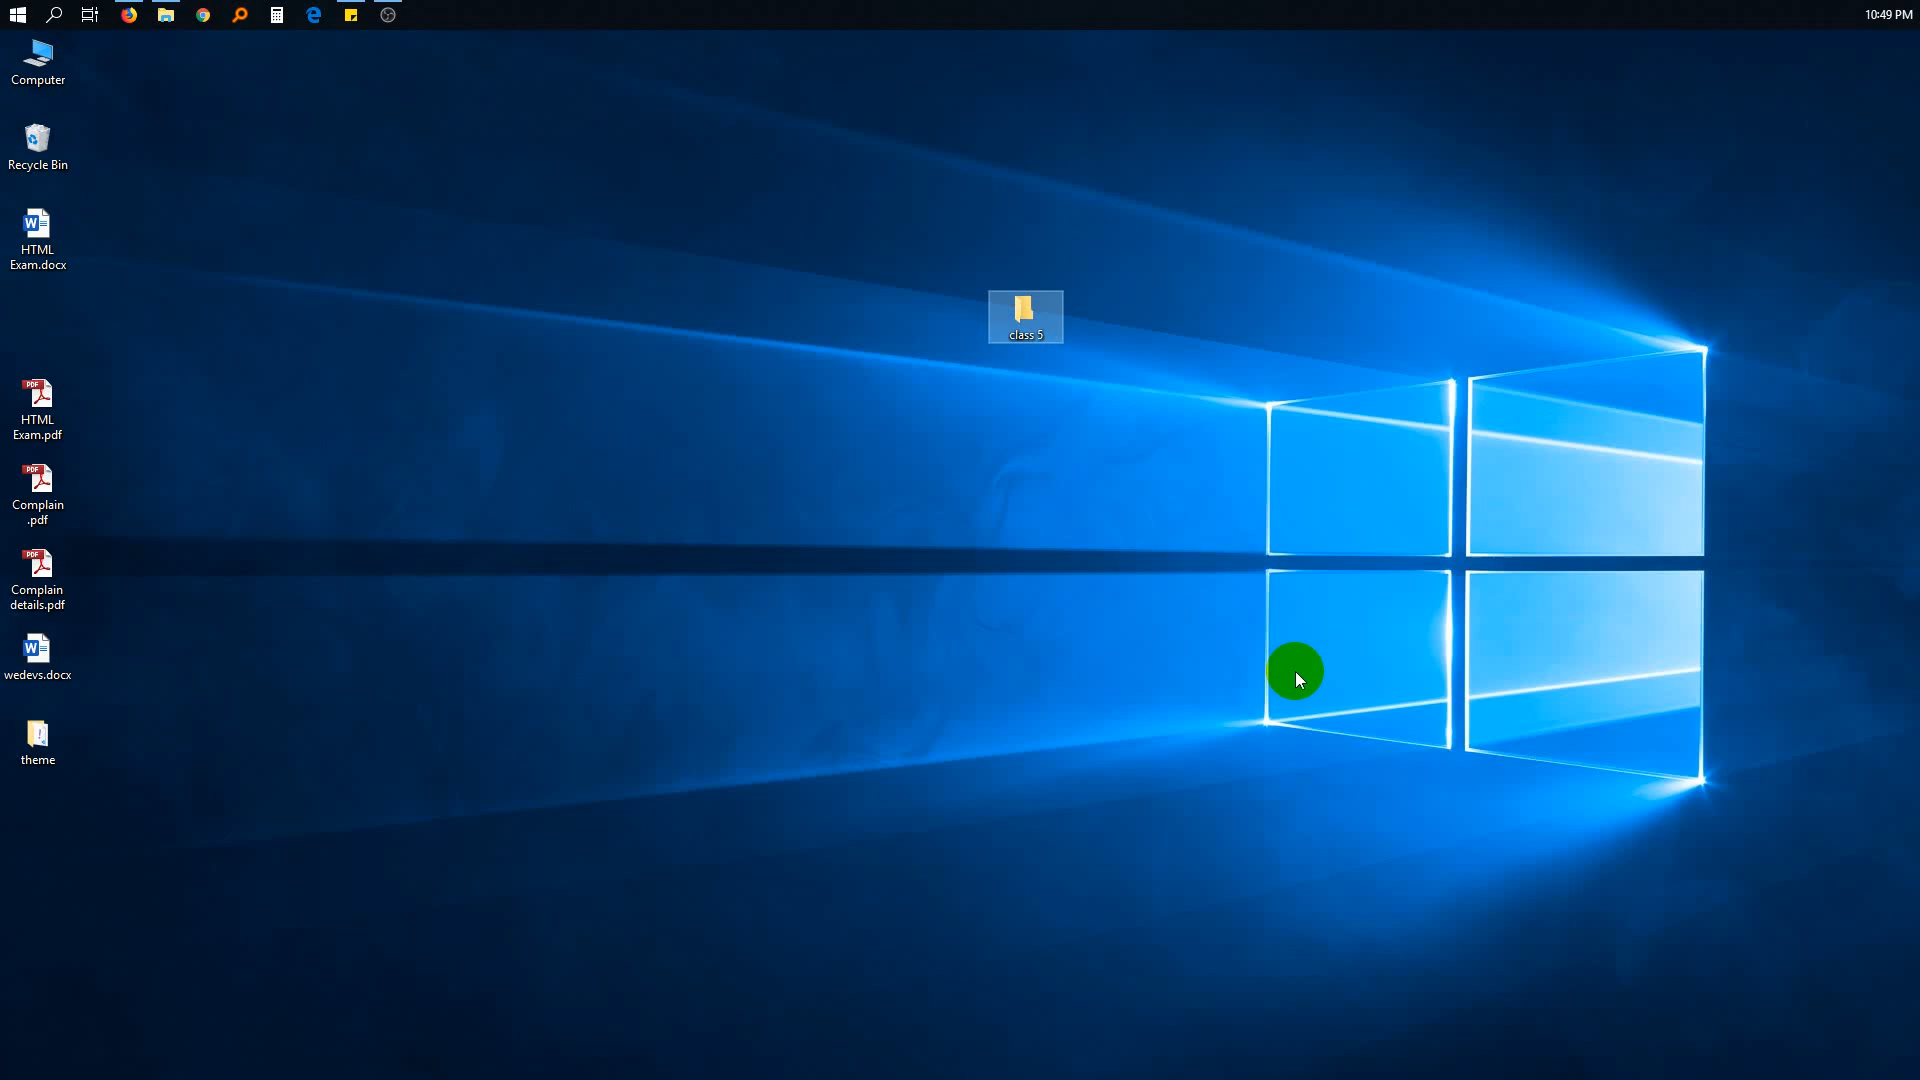 10:49 PM
Computer
Recycle Bin
HTML
Exam.docx
class 5
HTML
Exam.pdf
Complain
.pdf
Complain
details.pdf
wedevs.docx
theme